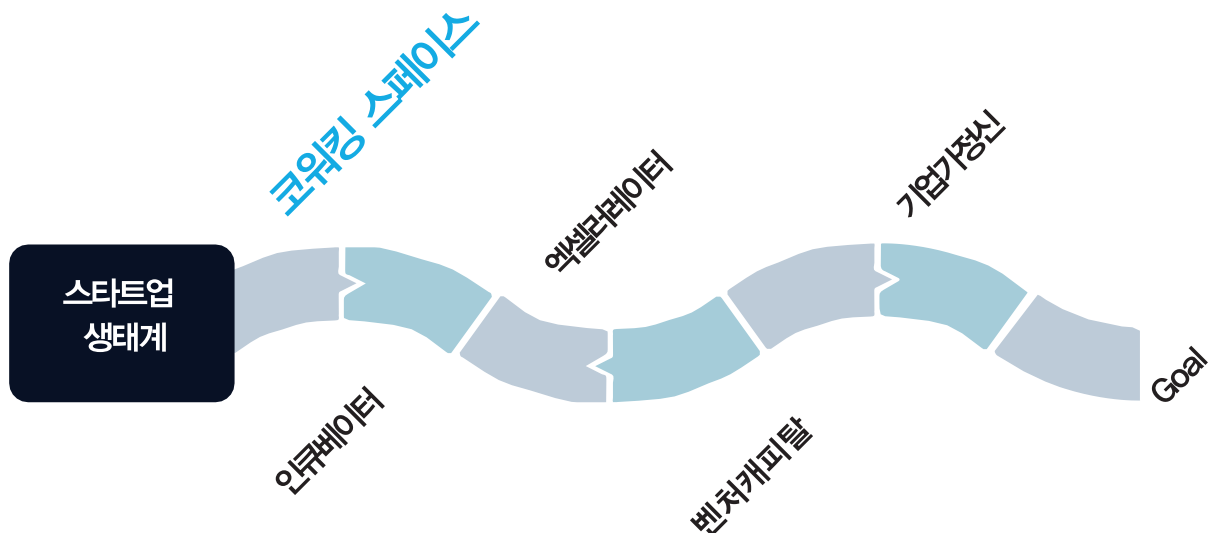 스타트업
생태계
코워킹 스페이스
인큐베이터
엑셀러레이터
벤처캐피탈
기업가정신
Goal